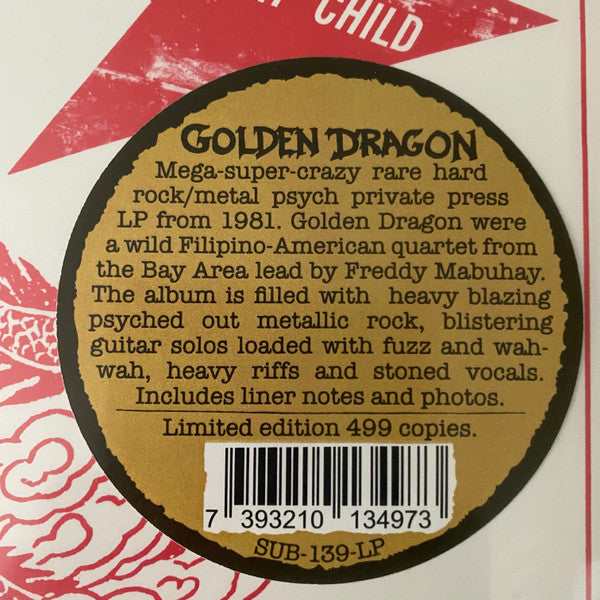 CHILD
GOLDEN DRAGON
Mega-super-crazy rare hard
rock/metal psych private press
LP from 1981. Golden Dragon were
a wild Filipino-American quartet from
the Bay Area lead by Freddy Mabuhay.
The album is filled with heavy blazing
psyched out metallic rock, blistering
guitar solos loaded with fuzz and wah-
wah, heavy riffs and stoned vocals.
Includes liner notes and photos.
Limited edition 499 copies.
7 393210 134973
SUB-139-LP